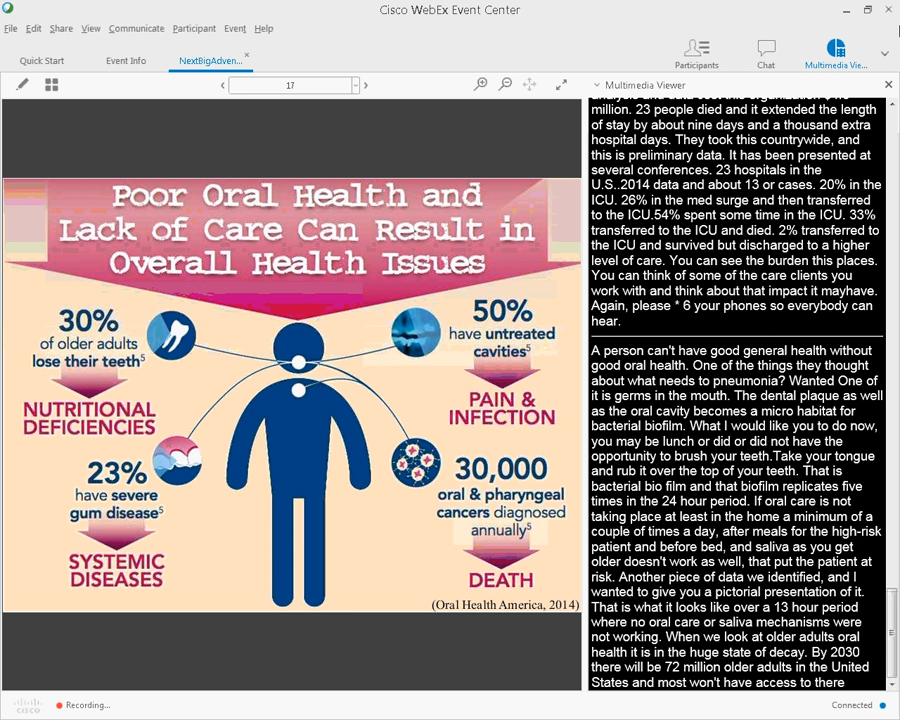 Cisco WebEx Event Center
File Edit Share View Communicate Participant Event Help
Quick Start Event Info NextBigAdven...
Participants Chat Multimedia Vie...
17
Multimedia Viewer
Poor Oral Health and
Lack of Care Can Result in
Overall Health Issues
30%
of older adults
lose their teeth5
NUTRITIONAL
DEFICIENCIES
50%
have untreated
cavities5
PAIN &
INFECTION
23%
have severe
gum disease5
SYSTEMIC
DISEASES
30,000
oral & pharyngeal
cancers diagnosed
annually5
DEATH
(Oral Health America, 2014)
million. 23 people died and it extended the length
of stay by about nine days and a thousand extra
hospital days. They took this countrywide, and
this is preliminary data. It has been presented at
several conferences. 23 hospitals in the
U.S..2014 data and about 13 or cases. 20% in the
ICU. 26% in the med surge and then transferred
to the ICU.54% spent some time in the ICU. 33%
transferred to the ICU and died. 2% transferred to
the ICU and survived but discharged to a higher
level of care. You can see the burden this places.
You can think of some of the care clients you
work with and think about that impact it mayhave.
Again, please * 6 your phones so everybody can
hear.
A person can't have good general health without
good oral health. One of the things they thought
about what needs to pneumonia? Wanted One of
it is germs in the mouth. The dental plaque as well
as the oral cavity becomes a micro habitat for
bacterial biofilm. What I would like you to do now,
you may be lunch or did or did not have the
opportunity to brush your teeth.Take your tongue
and rub it over the top of your teeth. That is
bacterial bio film and that biofilm replicates five
times in the 24 hour period. If oral care is not
taking place at least in the home a minimum of a
couple of times a day, after meals for the high-risk
patient and before bed, and saliva as you get
older doesn't work as well, that put the patient at
risk. Another piece of data we identified, and I
wanted to give you a pictorial presentation of it.
That is what it looks like over a 13 hour period
where no oral care or saliva mechanisms were
not working. When we look at older adults oral
health it is in the huge state of decay. By 2030
there will be 72 million older adults in the United
States and most won't have access to there
cisco Recording... Connected